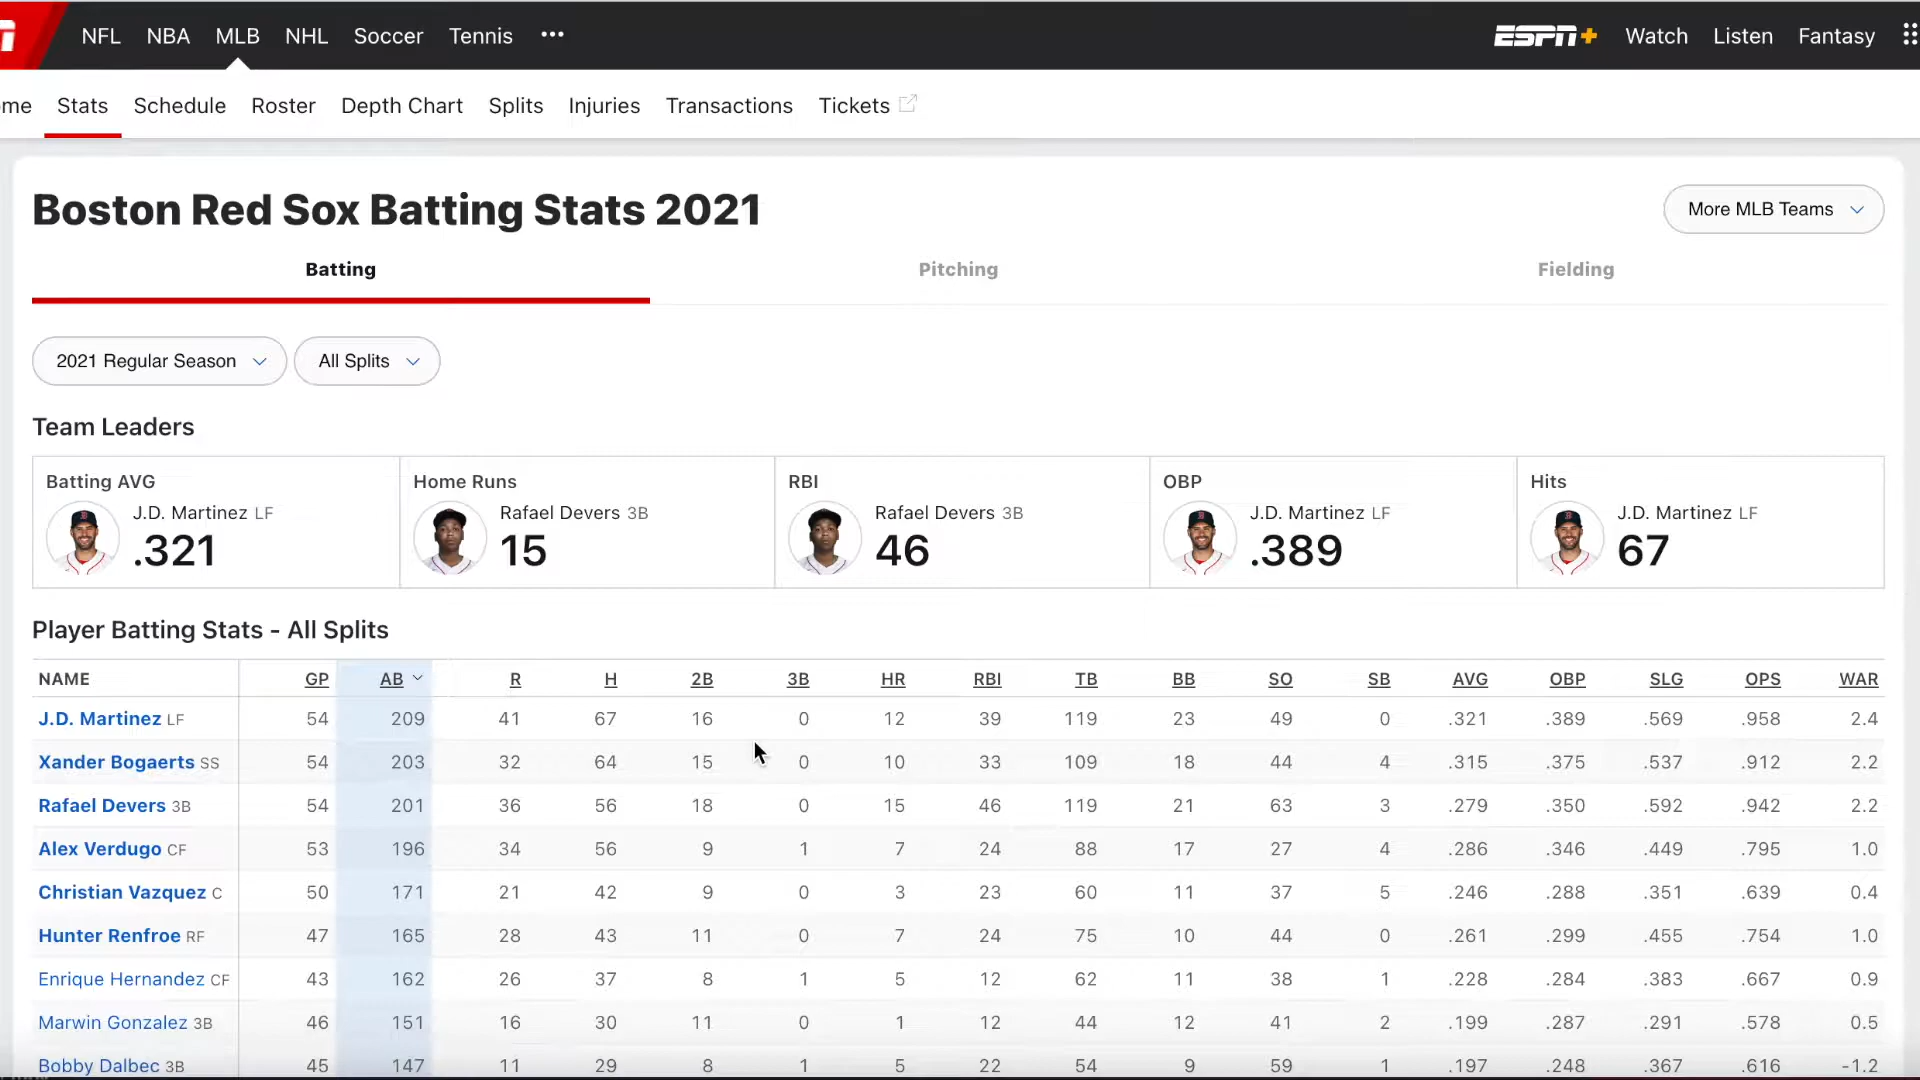 NFL NBA MLB NHL Soccer Tennis ••• ESPN+ Watch Listen Fantasy
me Stats Schedule Roster Depth Chart Splits Injuries Transactions Tickets
Boston Red Sox Batting Stats 2021
More MLB Teams
Batting Pitching Fielding
2021 Regular Season All Splits
Team Leaders
Batting AVG
J.D. Martinez LF
.321
Home Runs
Rafael Devers 3B
15
RBI
Rafael Devers 3B
46
OBP
J.D. Martinez LF
.389
Hits
J.D. Martinez LF
67
Player Batting Stats - All Splits
NAME GP AB R H 2B 3B HR RBI TB BB SO SB AVG OBP SLG OPS WAR
J.D. Martinez LF 54 209 41 67 16 0 12 39 119 23 49 0 .321 .389 .569 .958 2.4
Xander Bogaerts SS 54 203 32 64 15 0 10 33 109 18 44 4 .315 .375 .537 .912 2.2
Rafael Devers 3B 54 201 36 56 18 0 15 46 119 21 63 3 .279 .350 .592 .942 2.2
Alex Verdugo CF 53 196 34 56 9 1 7 24 88 17 27 4 .286 .346 .449 .795 1.0
Christian Vazquez C 50 171 21 42 9 0 3 23 60 11 37 5 .246 .288 .351 .639 0.4
Hunter Renfroe RF 47 165 28 43 11 0 7 24 75 10 44 0 .261 .299 .455 .754 1.0
Enrique Hernandez CF 43 162 26 37 8 1 5 12 62 11 38 1 .228 .284 .383 .667 0.9
Marwin Gonzalez 3B 46 151 16 30 11 0 1 12 44 12 41 2 .199 .287 .291 .578 0.5
Bobby Dalbec 3B 45 147 11 29 8 1 5 22 54 9 59 1 .197 .248 .367 .616 -1.2